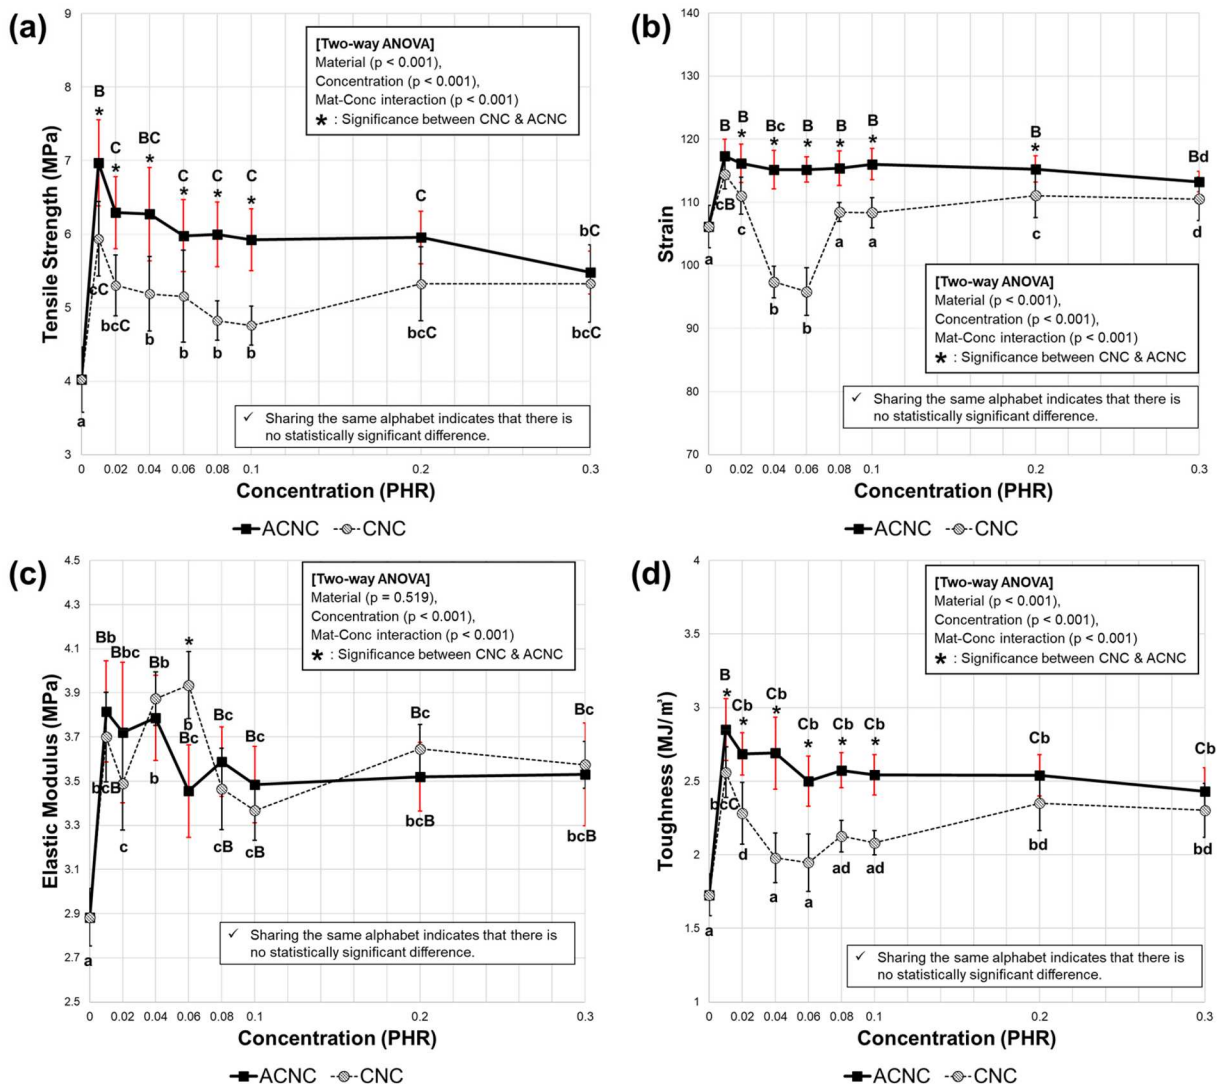 (a)
9
8
7
6
5
4
3
Tensile Strength (MPa)
[Two-way ANOVA]
Material (p < 0.001),
Concentration (p < 0.001),
Mat-Conc interaction (p < 0.001)
* : Significance between CNC & ACNC
B
*
C
*
BC
*
C
*
C
*
C
*
C
bC
cC
bcC
b
b
b
b
bcC
bcC
a
✓ Sharing the same alphabet indicates that there is
no statistically significant difference.
0 0.02 0.04 0.06 0.08 0.1 0.2 0.3
Concentration (PHR)
ACNC CNC
(b)
140
130
120
110
100
90
80
70
Strain
B
B
*
Bc
*
B
*
B
*
B
*
B
*
Bd
cB
a
c
b
b
a
a
c
d
[Two-way ANOVA]
Material (p < 0.001),
Concentration (p < 0.001),
Mat-Conc interaction (p < 0.001)
* : Significance between CNC & ACNC
✓ Sharing the same alphabet indicates that there is
no statistically significant difference.
0 0.02 0.04 0.06 0.08 0.1 0.2 0.3
Concentration (PHR)
ACNC CNC
(c)
4.5
4.3
4.1
3.9
3.7
3.5
3.3
3.1
2.9
2.7
2.5
Elastic Modulus (MPa)
[Two-way ANOVA]
Material (p = 0.519),
Concentration (p < 0.001),
Mat-Conc interaction (p < 0.001)
* : Significance between CNC & ACNC
Bb
Bbc
Bb
*
b
Bc
Bc
Bc
Bc
Bc
bcB
c
b
cB
cB
bcB
bcB
a
✓ Sharing the same alphabet indicates that there is
no statistically significant difference.
0 0.02 0.04 0.06 0.08 0.1 0.2 0.3
Concentration (PHR)
ACNC CNC
(d)
4
3.5
3
2.5
2
1.5
1
Toughness (MJ/㎥)
[Two-way ANOVA]
Material (p < 0.001),
Concentration (p < 0.001),
Mat-Conc interaction (p < 0.001)
* : Significance between CNC & ACNC
B
*
Cb
*
Cb
*
Cb
*
Cb
*
Cb
*
Cb
Cb
bcC
d
a
a
ad
ad
bd
bd
a
✓ Sharing the same alphabet indicates that there is
no statistically significant difference.
0 0.02 0.04 0.06 0.08 0.1 0.2 0.3
Concentration (PHR)
ACNC CNC